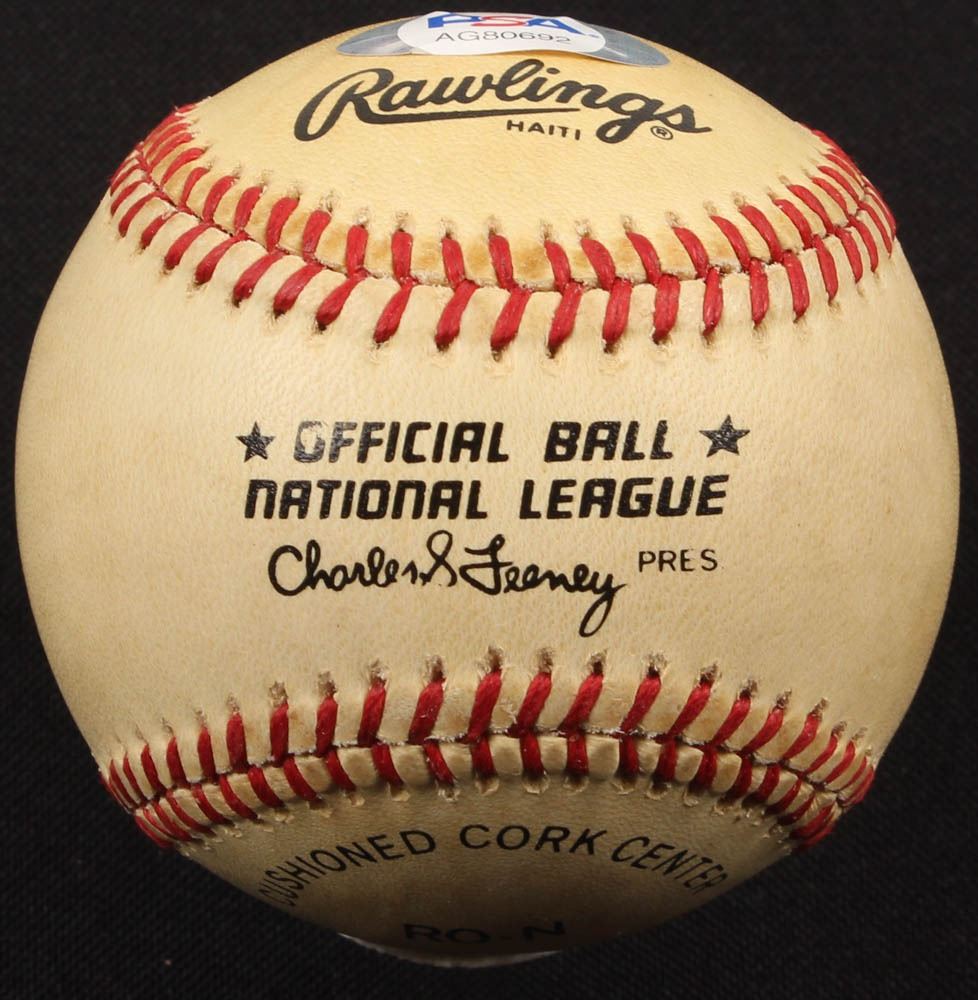 PSA
AG80692
Rawlings
HAITI ®
★ OFFICIAL BALL ★
NATIONAL LEAGUE
Charles S Feeney PRES
CUSHIONED CORK CENTER
RO-N